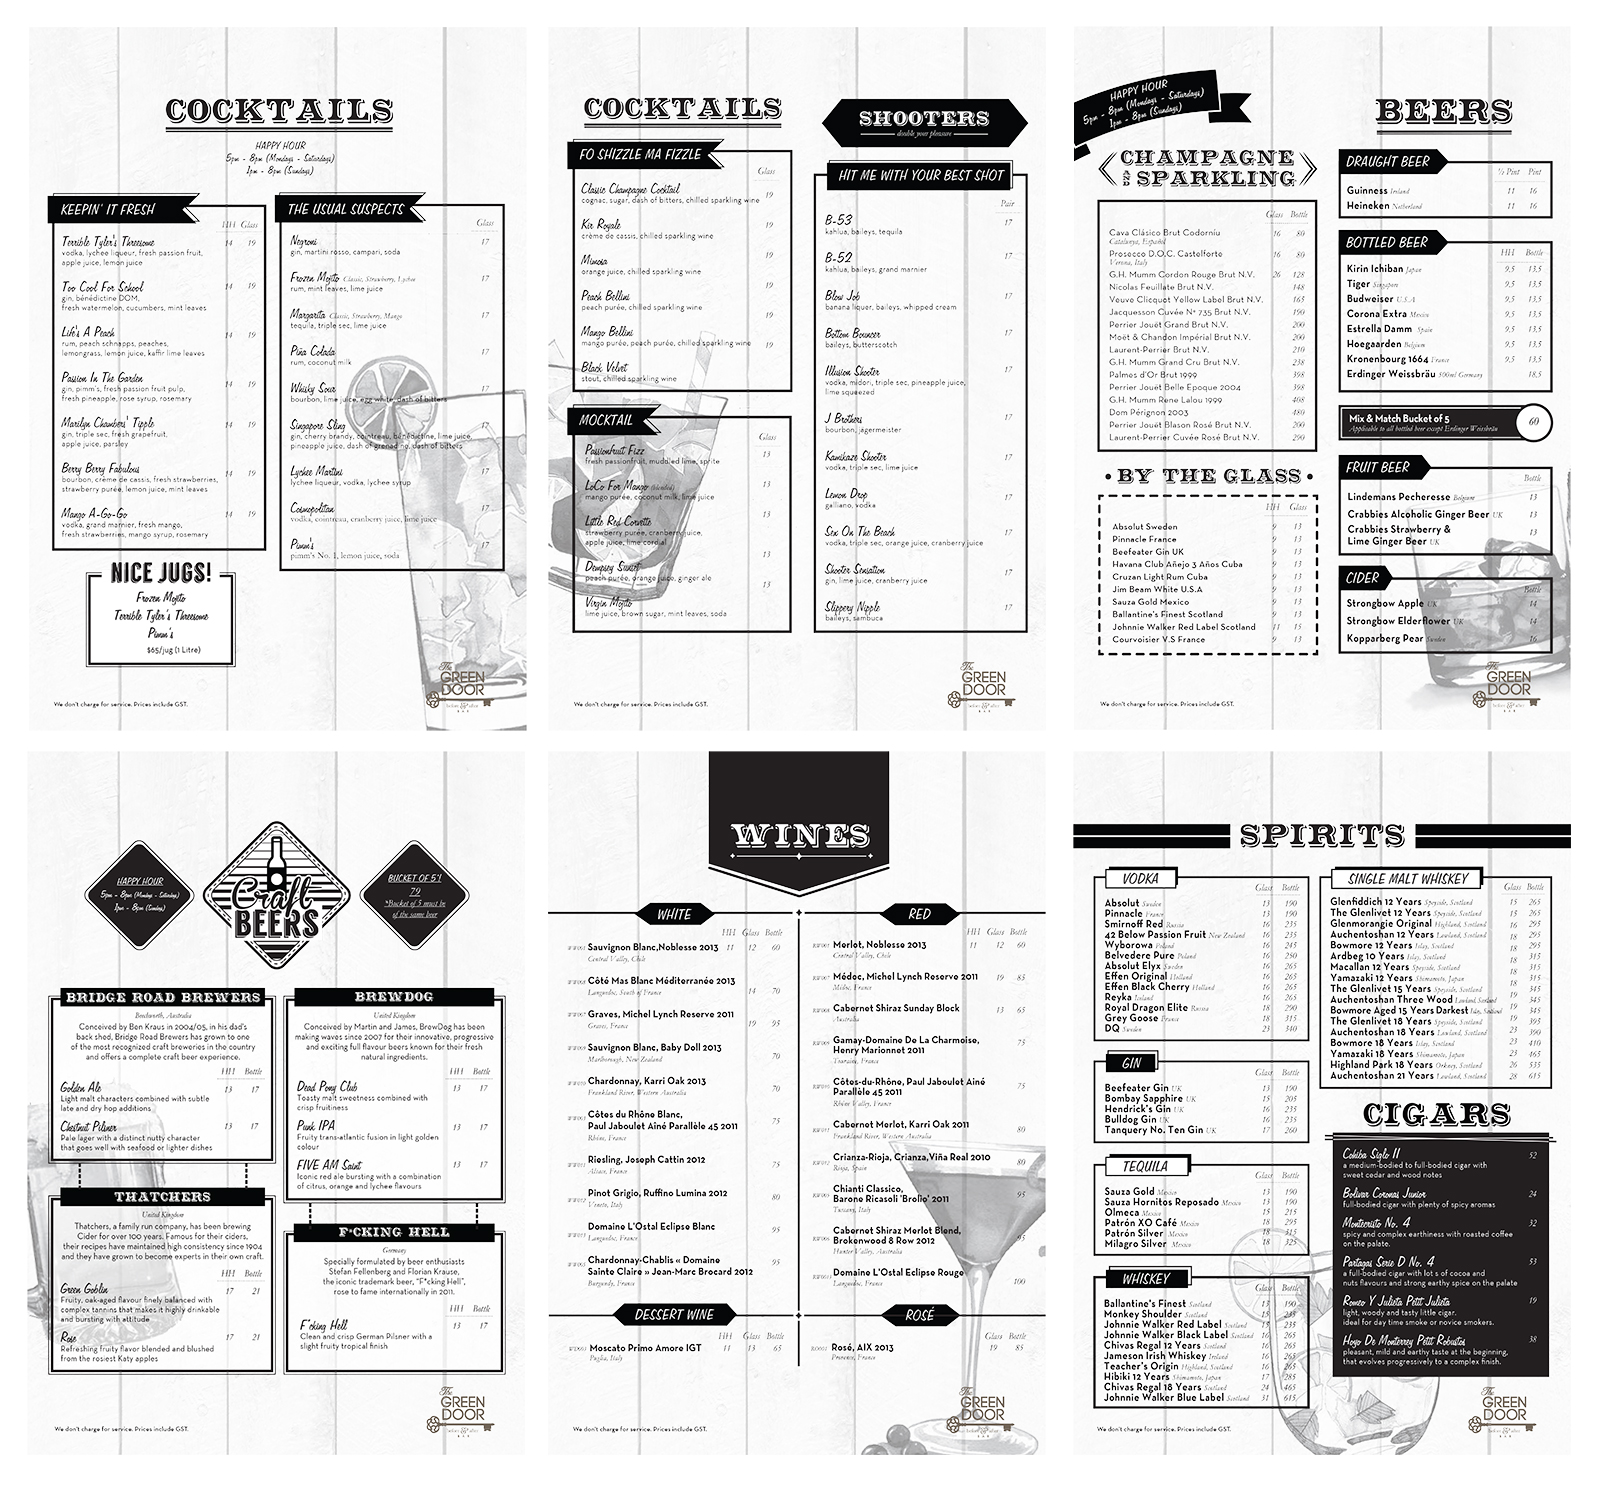 COCKTAILS
HAPPY HOUR
5pm - 8pm (Mondays - Saturdays)
1pm - 8pm (Sundays)
KEEPIN' IT FRESH
HH Glass
Terrible Tyler's Threesome 14 19
vodka, lychee liqueur, fresh passion fruit,
apple juice, lemon juice
Too Cool For School 14 19
gin, bénédictine DOM,
fresh watermelon, cucumbers, mint leaves
Life's A Peach 14 19
rum, peach schnapps, peaches,
lemongrass, lemon juice, kaffir lime leaves
Passion In The Garden 14 19
gin, pimm's, fresh passion fruit pulp,
fresh pineapple, rose syrup, rosemary
Marilyn Chambers' Tipple 14 19
gin, triple sec, fresh grapefruit,
apple juice, parsley
Berry Berry Fabulous 14 19
bourbon, crème de cassis, fresh strawberries,
strawberry purée, lemon juice, mint leaves
Mango A-Go-Go 14 19
vodka, grand marnier, fresh mango,
fresh strawberries, mango syrup, rosemary
NICE JUGS!
Frozen Mojito
Terrible Tyler's Threesome
Pimm's
$65/jug (1 Litre)
THE USUAL SUSPECTS
Glass
Negroni 17
gin, martini rosso, campari, soda
Frozen Mojito Classic, Strawberry, Lychee 17
rum, mint leaves, lime juice
Margarita Classic, Strawberry, Mango 17
tequila, triple sec, lime juice
Piña Colada 17
rum, coconut milk
Whisky Sour 17
bourbon, lime juice, egg white, dash of bitters
Singapore Sling 17
gin, cherry brandy, cointreau, bénédictine, lime juice,
pineapple juice, dash of grenadine, dash of bitters
Lychee Martini 17
lychee liqueur, vodka, lychee syrup
Cosmopolitan 17
vodka, cointreau, cranberry juice, lime juice
Pimm's 17
pimm's No. 1, lemon juice, soda
We don't charge for service. Prices include GST.
The
GREEN
DOOR
COCKTAILS
FO SHIZZLE MA FIZZLE
Glass
Classic Champagne Cocktail 19
cognac, sugar, dash of bitters, chilled sparkling wine
Kir Royale 19
crème de cassis, chilled sparkling wine
Mimosa 19
orange juice, chilled sparkling wine
Peach Bellini 19
peach purée, chilled sparkling wine
Mango Bellini 19
mango purée, peach purée, chilled sparkling wine
Black Velvet 19
stout, chilled sparkling wine
MOCKTAIL
Glass
Passionfruit Fizz 13
fresh passionfruit, muddled lime, sprite
LoCo For Mango (blended) 13
mango purée, coconut milk, lime juice
Little Red Corvette 13
strawberry purée, cranberry juice,
apple juice, lime cordial
Dempsey Sunset 13
peach purée, orange juice, ginger ale
Virgin Mojito 13
lime juice, brown sugar, mint leaves, soda
SHOOTERS
double your pleasure
HIT ME WITH YOUR BEST SHOT
Pair
B-53 17
kahlua, baileys, tequila
B-52 17
kahlua, baileys, grand marnier
Blow Job 17
banana liquer, baileys, whipped cream
Bottom Bouncer 17
baileys, butterscotch
Illusion Shooter 17
vodka, midori, triple sec, pineapple juice,
lime squeezed
J Brothers 17
bourbon, jagermeister
Kamikaze Shooter 17
vodka, triple sec, lime juice
Lemon Drop 17
galliano, vodka
Sex On The Beach 17
vodka, triple sec, orange juice, cranberry juice
Shooter Sensation 17
gin, lime juice, cranberry juice
Slippery Nipple 17
baileys, sambuca
We don't charge for service. Prices include GST.
The
GREEN
DOOR
HAPPY HOUR
5pm - 8pm (Mondays - Saturdays)
1pm - 8pm (Sundays)
CHAMPAGNE
AND SPARKLING
Glass Bottle
Cava Clásico Brut Codorníu 16 80
Catalunya, Español
Prosecco D.O.C. Castelforte 16 80
Verona, Italy
G.H. Mumm Cordon Rouge Brut N.V. 26 128
Nicolas Feuillate Brut N.V. 148
Veuve Clicquot Yellow Label Brut N.V. 165
Jacquesson Cuvée N° 735 Brut N.V. 190
Perrier Jouët Grand Brut N.V. 200
Moët & Chandon Impérial Brut N.V. 200
Laurent-Perrier Brut N.V. 210
G.H. Mumm Grand Cru Brut N.V. 238
Palmes d'Or Brut 1999 398
Perrier Jouët Belle Epoque 2004 398
G.H. Mumm Rene Lalou 1999 408
Dom Pérignon 2003 480
Perrier Jouët Blason Rosé Brut N.V. 200
Laurent-Perrier Cuvée Rosé Brut N.V. 290
• BY THE GLASS •
HH Glass
Absolut Sweden 9 13
Pinnacle France 9 13
Beefeater Gin UK 9 13
Havana Club Añejo 3 Años Cuba 9 13
Cruzan Light Rum Cuba 9 13
Jim Beam White U.S.A 9 13
Sauza Gold Mexico 9 13
Ballantine's Finest Scotland 9 13
Johnnie Walker Red Label Scotland 11 15
Courvoisier V.S France 9 13
BEERS
DRAUGHT BEER
½ Pint Pint
Guinness Ireland 11 16
Heineken Netherland 11 16
BOTTLED BEER
HH Bottle
Kirin Ichiban Japan 9.5 13.5
Tiger Singapore 9.5 13.5
Budweiser U.S.A 9.5 13.5
Corona Extra Mexico 9.5 13.5
Estrella Damm Spain 9.5 13.5
Hoegaarden Belgium 9.5 13.5
Kronenbourg 1664 France 9.5 13.5
Erdinger Weissbräu 500ml Germany 18.5
Mix & Match Bucket of 5 60
Applicable to all bottled beer except Erdinger Weissbräu
FRUIT BEER
Bottle
Lindemans Pecheresse Belgium 13
Crabbies Alcoholic Ginger Beer UK 13
Crabbies Strawberry &
Lime Ginger Beer UK 13
CIDER
Bottle
Strongbow Apple UK 14
Strongbow Elderflower UK 14
Kopparberg Pear Sweden 16
We don't charge for service. Prices include GST.
The
GREEN
DOOR
HAPPY HOUR
5pm - 8pm (Monday - Saturday)
1pm - 8pm (Sunday)
Craft
BEERS
BUCKET OF 5'!
79
*Bucket of 5 must be
of the same beer
BRIDGE ROAD BREWERS
Beechworth, Australia
Conceived by Ben Kraus in 2004/05, in his dad's
back shed, Bridge Road Brewers has grown to one
of the most recognized craft breweries in the country
and offers a complete craft beer experience.
HH Bottle
Golden Ale 13 17
Light malt characters combined with subtle
late and dry hop additions
Chestnut Pilsner 13 17
Pale lager with a distinct nutty character
that goes well with seafood or lighter dishes
THATCHERS
United Kingdom
Thatchers, a family run company, has been brewing
Cider for over 100 years. Famous for their ciders,
their recipes have maintained high consistency since 1904
and they have grown to become experts in their own craft.
HH Bottle
Green Goblin 17 21
Fruity, oak-aged flavour finely balanced with
complex tannins that makes it highly drinkable
and bursting with attitude
Rose 17 21
Refreshing fruity flavor blended and blushed
from the rosiest Katy apples
BREWDOG
United Kingdom
Conceived by Martin and James, BrewDog has been
making waves since 2007 for their innovative, progressive
and exciting full flavour beers known for their fresh
natural ingredients.
HH Bottle
Dead Pony Club 13 17
Toasty malt sweetness combined with
crisp fruitiness
Punk IPA 13 17
Fruity trans-atlantic fusion in light golden
colour
FIVE AM Saint 13 17
Iconic red ale bursting with a combination
of citrus, orange and lychee flavours
F*CKING HELL
Germany
Specially formulated by beer enthusiasts
Stefan Fellenberg and Florian Krause,
the iconic trademark beer, "F*cking Hell",
rose to fame internationally in 2011.
HH Bottle
F*cking Hell 13 17
Clean and crisp German Pilsner with a
slight fruity tropical finish
We don't charge for service. Prices include GST.
The
GREEN
DOOR
WINES
WHITE
HH Glass Bottle
Sauvignon Blanc,Noblesse 2013 11 12 60
Central Valley, Chile
Côté Mas Blanc Méditerranée 2013 14 70
Languedoc, South of France
Graves, Michel Lynch Reserve 2011 19 95
Graves, France
Sauvignon Blanc, Baby Doll 2013 70
Marlborough, New Zealand
Chardonnay, Karri Oak 2013 70
Frankland River, Western Australia
Côtes du Rhône Blanc,
Paul Jaboulet Aîné Parallèle 45 2011 75
Rhône, France
Riesling, Joseph Cattin 2012 75
Alsace, France
Pinot Grigio, Ruffino Lumina 2012 80
Veneto, Italy
Domaine L'Ostal Eclipse Blanc 95
Chardonnay-Chablis « Domaine
Sainte Claire » Jean-Marc Brocard 2012 95
Burgundy, France
DESSERT WINE
HH Glass Bottle
Moscato Primo Amore IGT 11 13 65
Puglia, Italy
RED
HH Glass Bottle
Merlot, Noblesse 2013 11 12 60
Central Valley, Chile
Médoc, Michel Lynch Reserve 2011 19 85
Médoc, France
Cabernet Shiraz Sunday Block 13 65
Australia
Gamay-Domaine De La Charmoise,
Henry Marionnet 2011 75
Touraine, France
Côtes-du-Rhône, Paul Jaboulet Aîné
Parallèle 45 2011 75
Rhône Valley, France
Cabernet Merlot, Karri Oak 2011 80
Frankland River, Western Australia
Crianza-Rioja, Crianza,Viña Real 2010 80
Rioja, Spain
Chianti Classico,
Barone Ricasoli 'Brolio' 2011 95
Tuscany, Italy
Cabernet Shiraz Merlot Blend,
Brokenwood 8 Row 2012 95
Hunter Valley, Australia
Domaine L'Ostal Eclipse Rouge 100
Languedoc, France
ROSÉ
Glass Bottle
Rosé, AIX 2013 19 85
Provence, France
We don't charge for service. Prices include GST.
The
GREEN
DOOR
SPIRITS
VODKA
Glass Bottle
Absolut Sweden 13 190
Pinnacle France 13 190
Smirnoff Red Russia 16 235
42 Below Passion Fruit New Zealand 16 235
Wyborowa Poland 16 245
Belvedere Pure Poland 16 250
Absolut Elyx Sweden 16 265
Effen Original Holland 16 265
Effen Black Cherry Holland 16 265
Reyka Iceland 16 265
Royal Dragon Elite Russia 18 290
Grey Goose France 18 315
DQ Sweden 23 340
GIN
Beefeater Gin UK 13 190
Bombay Sapphire UK 15 205
Hendrick's Gin UK 16 235
Bulldog Gin UK 16 235
Tanquery No. Ten Gin UK 17 260
TEQUILA
Glass Bottle
Sauza Gold Mexico 13 190
Sauza Hornitos Reposado Mexico 13 190
Olmeca Mexico 15 215
Patrón XO Café Mexico 18 295
Patrón Silver Mexico 18 315
Milagro Silver Mexico 18 325
WHISKEY
Glass Bottle
Ballantine's Finest Scotland 13 190
Monkey Shoulder Scotland 15 235
Johnnie Walker Red Label Scotland 15 235
Johnnie Walker Black Label Scotland 16 265
Chivas Regal 12 Years Scotland 16 265
Jameson Irish Whiskey Ireland 16 265
Teacher's Origin Highland, Scotland 16 265
Hibiki 12 Years Shimamoto, Japan 17 285
Chivas Regal 18 Years Scotland 24 465
Johnnie Walker Blue Label Scotland 31 615
SINGLE MALT WHISKEY
Glass Bottle
Glenfiddich 12 Years Speyside, Scotland 15 265
The Glenlivet 12 Years Speyside, Scotland 15 265
Glenmorangie Original Highland, Scotland 16 265
Auchentoshan 12 Years Lowland, Scotland 18 295
Bowmore 12 Years Islay, Scotland 18 295
Ardbeg 10 Years Islay, Scotland 18 315
Macallan 12 Years Speyside, Scotland 18 315
Yamazaki 12 Years Shimamoto, Japan 18 315
The Glenlivet 15 Years Speyside, Scotland 18 315
Auchentoshan Three Wood Lowland, Scotland 19 345
Bowmore Aged 15 Years Darkest Islay, Scotland 19 345
The Glenlivet 18 Years Speyside, Scotland 19 395
Auchentoshan 18 Years Lowland, Scotland 23 390
Bowmore 18 Years Islay, Scotland 23 410
Yamazaki 18 Years Shimamoto, Japan 23 465
Highland Park 18 Years Orkney, Scotland 26 535
Auchentoshan 21 Years Lowland, Scotland 28 615
CIGARS
Cohiba Siglo II 52
a medium-bodied to full-bodied cigar with
sweet cedar and wood notes
Bolivar Coronas Junior 24
full-bodied cigar with plenty of spicy aromas
Montecristo No. 4 32
spicy and complex earthiness with roasted coffee
on the palate.
Partagas Serie D No. 4 53
a full-bodied cigar with lot s of cocoa and
nuts flavours and strong earthy spice on the palate
Romeo Y Julieta Petit Julieta 19
light, woody and tasty little cigar.
ideal for day time smoke or novice smokers.
Hoyo De Monterrey Petit Robustos 38
pleasant, mild and earthy taste at the beginning,
that evolves progressively to a complex finish.
We don't charge for service. Prices include GST.
The
GREEN
DOOR